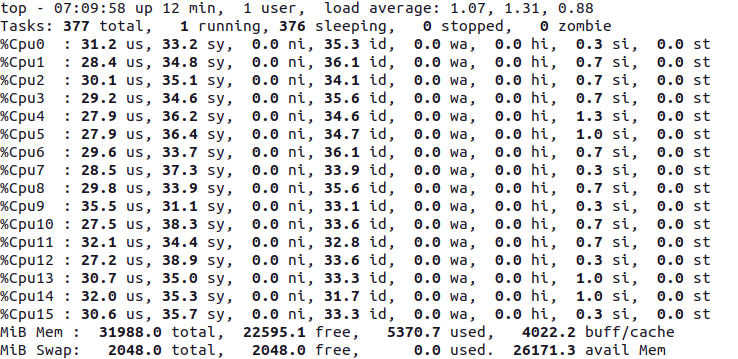 top - 07:09:58 up 12 min,  1 user,  load average: 1.07, 1.31, 0.88
Tasks: 377 total,   1 running, 376 sleeping,   0 stopped,   0 zombie
%Cpu0  : 31.2 us, 33.2 sy,  0.0 ni, 35.3 id,  0.0 wa,  0.0 hi,  0.3 si,  0.0 st
%Cpu1  : 28.4 us, 34.8 sy,  0.0 ni, 36.1 id,  0.0 wa,  0.0 hi,  0.7 si,  0.0 st
%Cpu2  : 30.1 us, 35.1 sy,  0.0 ni, 34.1 id,  0.0 wa,  0.0 hi,  0.7 si,  0.0 st
%Cpu3  : 29.2 us, 34.6 sy,  0.0 ni, 35.6 id,  0.0 wa,  0.0 hi,  0.7 si,  0.0 st
%Cpu4  : 27.9 us, 36.2 sy,  0.0 ni, 34.6 id,  0.0 wa,  0.0 hi,  1.3 si,  0.0 st
%Cpu5  : 27.9 us, 36.4 sy,  0.0 ni, 34.7 id,  0.0 wa,  0.0 hi,  1.0 si,  0.0 st
%Cpu6  : 29.6 us, 33.7 sy,  0.0 ni, 36.1 id,  0.0 wa,  0.0 hi,  0.7 si,  0.0 st
%Cpu7  : 28.5 us, 37.3 sy,  0.0 ni, 33.9 id,  0.0 wa,  0.0 hi,  0.3 si,  0.0 st
%Cpu8  : 29.8 us, 33.9 sy,  0.0 ni, 35.6 id,  0.0 wa,  0.0 hi,  0.7 si,  0.0 st
%Cpu9  : 35.5 us, 31.1 sy,  0.0 ni, 33.1 id,  0.0 wa,  0.0 hi,  0.3 si,  0.0 st
%Cpu10 : 27.5 us, 38.3 sy,  0.0 ni, 33.6 id,  0.0 wa,  0.0 hi,  0.7 si,  0.0 st
%Cpu11 : 32.1 us, 34.4 sy,  0.0 ni, 32.8 id,  0.0 wa,  0.0 hi,  0.7 si,  0.0 st
%Cpu12 : 27.2 us, 38.9 sy,  0.0 ni, 33.6 id,  0.0 wa,  0.0 hi,  0.3 si,  0.0 st
%Cpu13 : 30.7 us, 35.0 sy,  0.0 ni, 33.3 id,  0.0 wa,  0.0 hi,  1.0 si,  0.0 st
%Cpu14 : 32.0 us, 35.3 sy,  0.0 ni, 31.7 id,  0.0 wa,  0.0 hi,  1.0 si,  0.0 st
%Cpu15 : 30.6 us, 35.7 sy,  0.0 ni, 33.3 id,  0.0 wa,  0.0 hi,  0.3 si,  0.0 st
MiB Mem :  31988.0 total,  22595.1 free,   5370.7 used,   4022.2 buff/cache
MiB Swap:   2048.0 total,   2048.0 free,      0.0 used.  26171.3 avail Mem